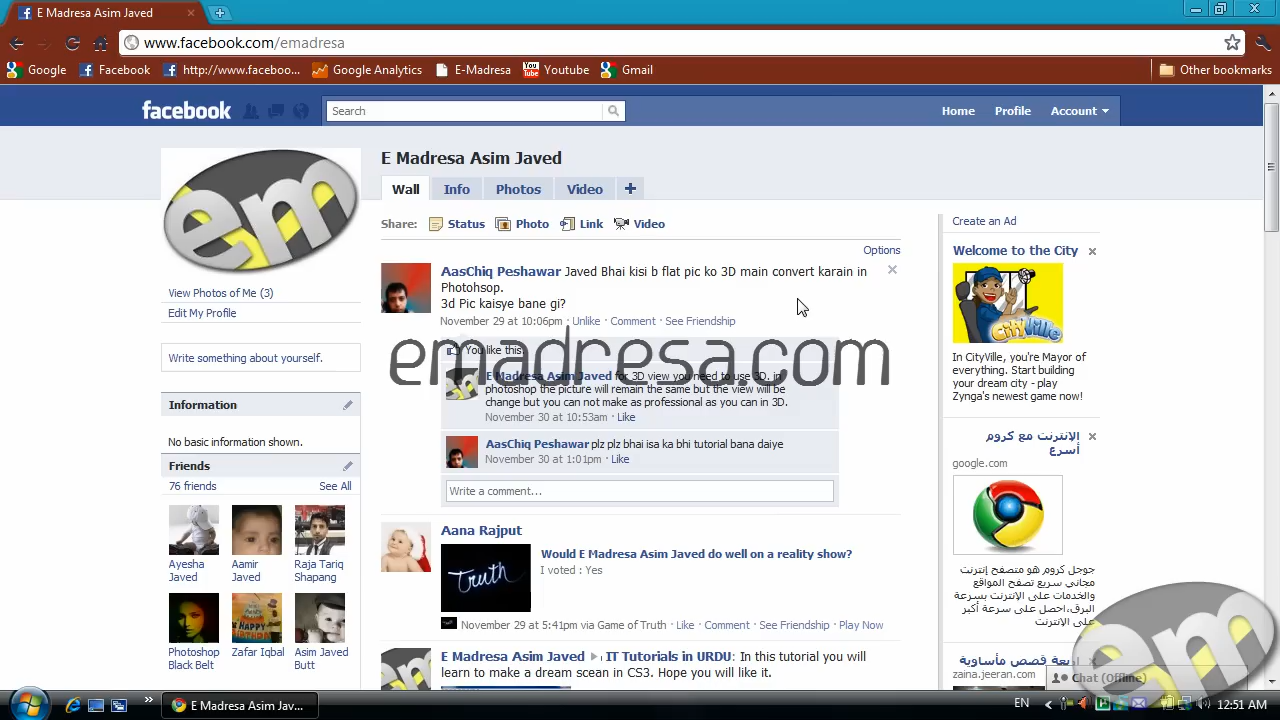 E Madresa Asim Javed
www.facebook.com/emadresa
Google
Facebook
http://www.faceboo...
Google Analytics
E-Madresa
You Tube
Youtube
Gmail
Other bookmarks
facebook
Search
Home
Profile
Account
em
E Madresa Asim Javed
Wall
Info
Photos
Video
+
Share:
Status
Photo
Link
Video
Options
Create an Ad
View Photos of Me (3)
Edit My Profile
Write something about yourself.
Information
No basic information shown.
Friends
76 friends
See All
Ayesha
Javed
Aamir
Javed
Raja Tariq
Shapang
Photoshop
Black Belt
Zafar Iqbal
Asim Javed
Butt
AasChiq Peshawar Javed Bhai kisi b flat pic ko 3D main convert karain in
Photohsop.
3d Pic kaisye bane gi?
November 29 at 10:06pm · Unlike · Comment · See Friendship
You like this.
emadresa.com
E Madresa Asim Javed for 3D view you need to use 3D. in
photoshop the picture will remain the same but the view will be
change but you can not make as professional as you can in 3D.
November 30 at 10:53am · Like
AasChiq Peshawar plz plz bhai isa ka bhi tutorial bana daiye
November 30 at 1:01pm · Like
Write a comment...
Aana Rajput
Truth
Would E Madresa Asim Javed do well on a reality show?
I voted : Yes
November 29 at 5:41pm via Game of Truth · Like · Comment · See Friendship · Play Now
E Madresa Asim Javed ▸ IT Tutorials in URDU: In this tutorial you will
learn to make a dream scean in CS3. Hope you will like it.
Welcome to the City
CityVille
In CityVille, you're Mayor of
everything. Start building
your dream city - play
Zynga's newest game now!
الإنترنت مع كروم
أسرع
google.com
جوجل كروم هو متصفح إنترنت
مجاني سريع تصفح المواقع
والخدمات على الإنترنت بسرعة
البرق،احصل على سرعة أكبر
على الإنترنت
أربعة قصص مأساوية
zaina.jeeran.com
Chat (Offline)
em
E Madresa Asim Jav...
EN
12:51 AM